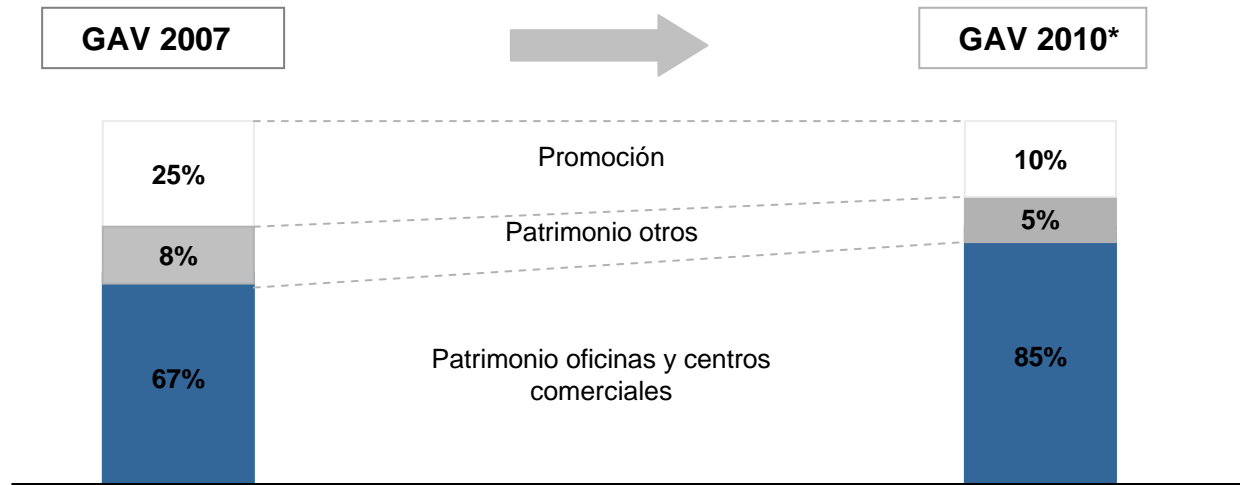 GAV 2007
GAV 2010*
25%
Promoción
10%
8%
Patrimonio otros
5%
67%
Patrimonio oficinas y centros
comerciales
85%